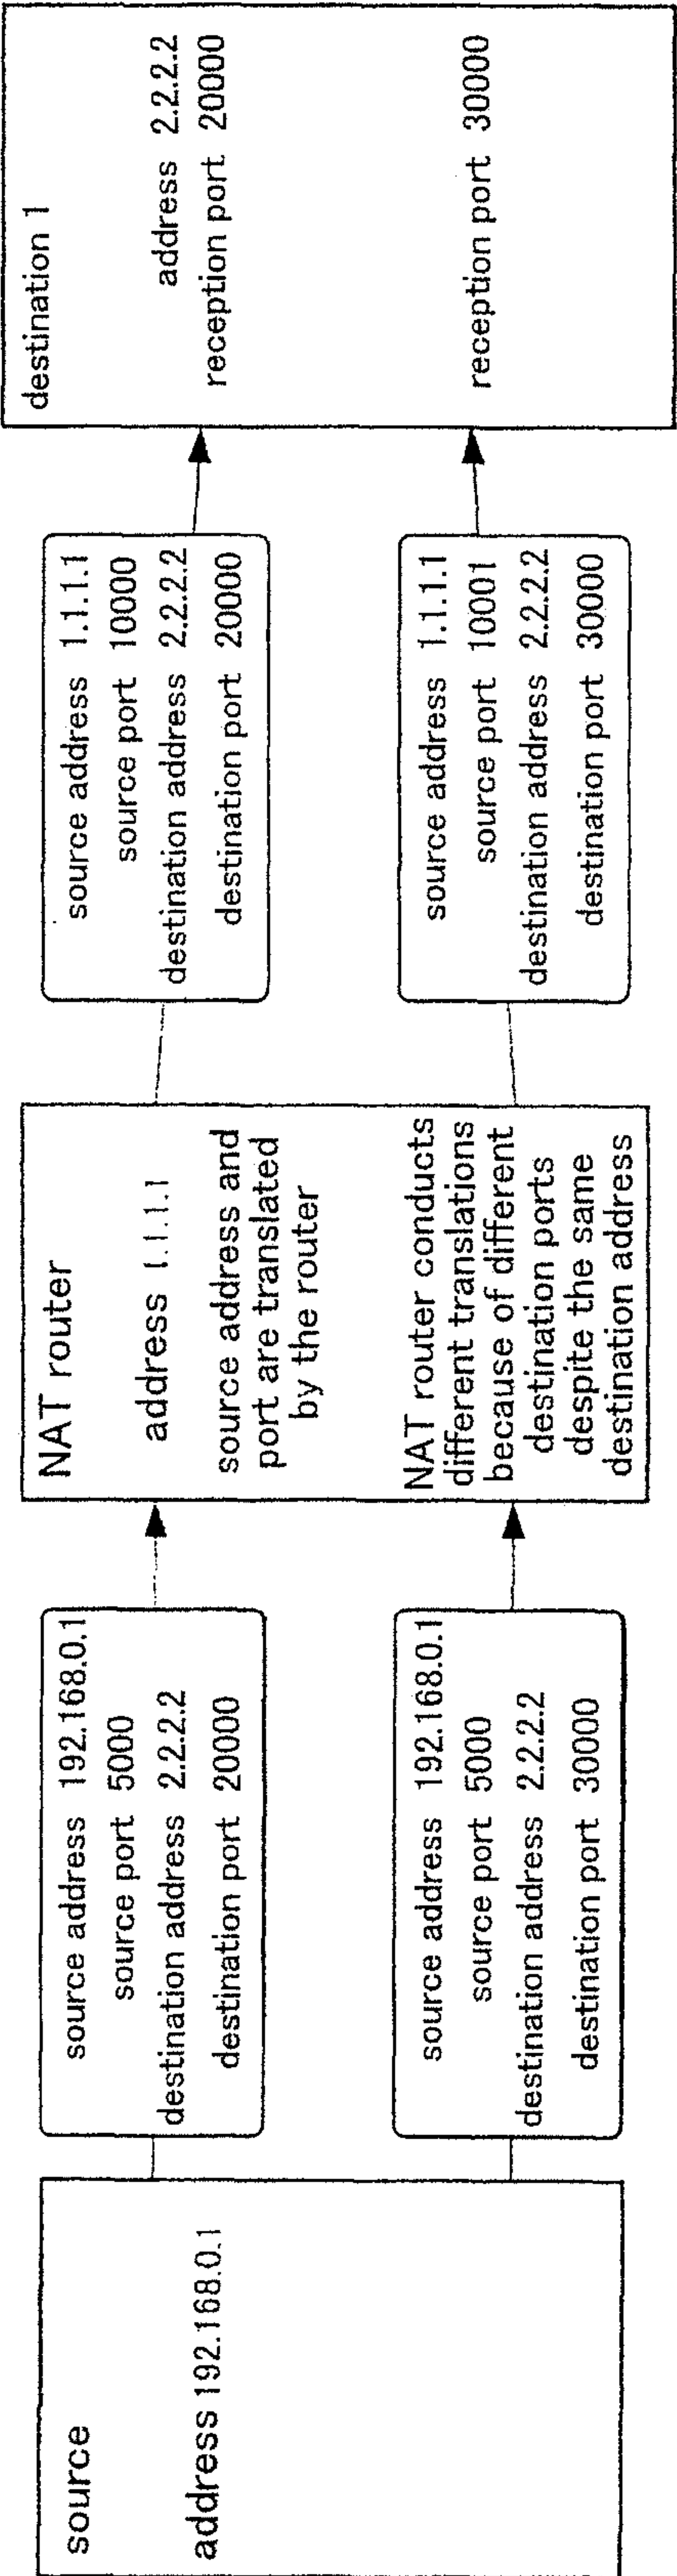 source
address 192.168.0.1
source address 192.168.0.1
source port 5000
destination address 2.2.2.2
destination port 20000
source address 192.168.0.1
source port 5000
destination address 2.2.2.2
destination port 30000
NAT router
address 1.1.1.1
source address and
port are translated
by the router
NAT router conducts
different translations
because of different
destination ports
despite the same
destination address
source address 1.1.1.1
source port 10000
destination address 2.2.2.2
destination port 20000
source address 1.1.1.1
source port 10001
destination address 2.2.2.2
destination port 30000
destination 1
address 2.2.2.2
reception port 20000
reception port 30000